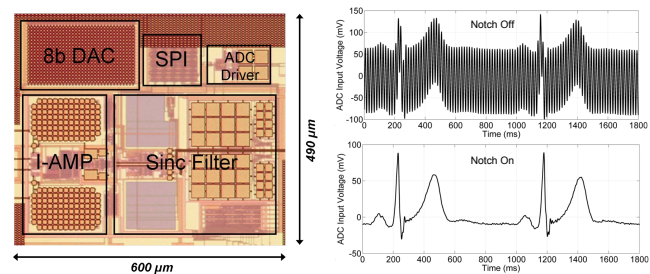 8b DAC
SPI
ADC
Driver
I-AMP
Sinc Filter
490 µm
600 µm
Notch Off
ADC Input Voltage (mV)
150
100
50
0
-50
-100
0 200 400 600 800 1000 1200 1400 1600 1800
Time (ms)
Notch On
ADC Input Voltage (mV)
100
50
0
-50
0 200 400 600 800 1000 1200 1400 1600 1800
Time (ms)